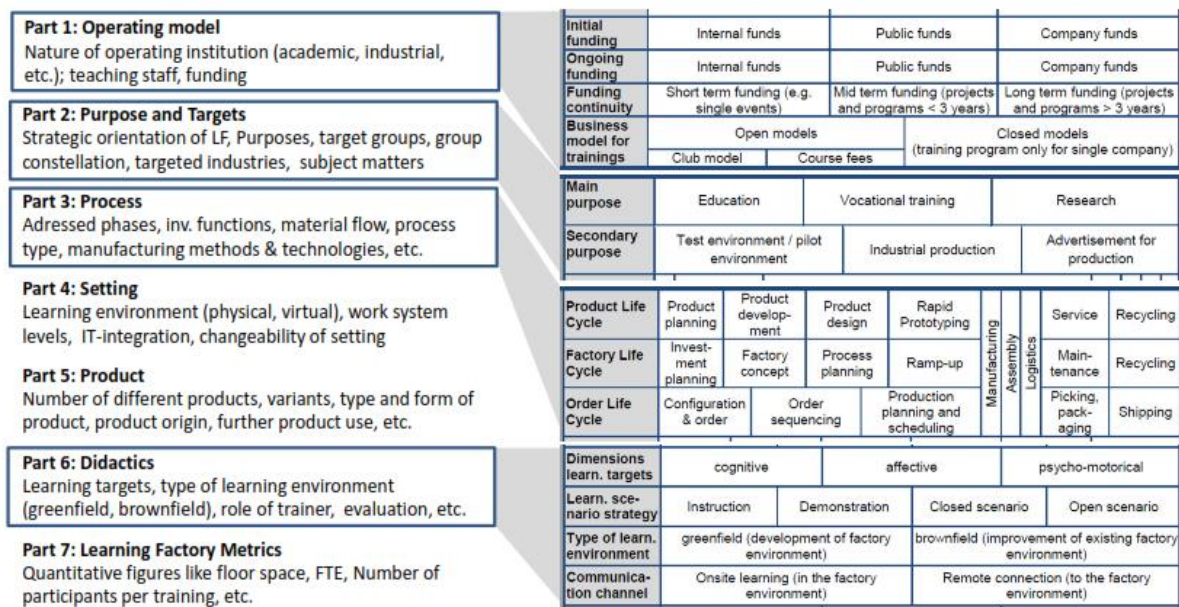 Part 1: Operating model
Nature of operating institution (academic, industrial,
etc.); teaching staff, funding
Part 2: Purpose and Targets
Strategic orientation of LF, Purposes, target groups, group
constellation, targeted industries, subject matters
Part 3: Process
Adressed phases, inv. functions, material flow, process
type, manufacturing methods & technologies, etc.
Part 4: Setting
Learning environment (physical, virtual), work system
levels, IT-integration, changeability of setting
Part 5: Product
Number of different products, variants, type and form of
product, product origin, further product use, etc.
Part 6: Didactics
Learning targets, type of learning environment
(greenfield, brownfield), role of trainer, evaluation, etc.
Part 7: Learning Factory Metrics
Quantitative figures like floor space, FTE, Number of
participants per training, etc.
Initial
funding
Internal funds
Public funds
Company funds
Ongoing
funding
Internal funds
Public funds
Company funds
Funding
continuity
Short term funding (e.g.
single events)
Mid term funding (projects
and programs < 3 years)
Long term funding (projects
and programs > 3 years)
Business
model for
trainings
Open models
Club model
Course fees
Closed models
(training program only for single company)
Main
purpose
Education
Vocational training
Research
Secondary
purpose
Test environment / pilot
environment
Industrial production
Advertisement for
production
Product Life
Cycle
Product
planning
Product
develop-
ment
Product
design
Rapid
Prototyping
Manufacturing
Assembly
Logistics
Service
Recycling
Factory Life
Cycle
Invest-
ment
planning
Factory
concept
Process
planning
Ramp-up
Main-
tenance
Recycling
Order Life
Cycle
Configuration
& order
Order
sequencing
Production
planning and
scheduling
Picking,
pack-
aging
Shipping
Dimensions
learn. targets
cognitive
affective
psycho-motorical
Learn. sce-
nario strategy
Instruction
Demonstration
Closed scenario
Open scenario
Type of learn.
environment
greenfield (development of factory
environment)
brownfield (improvement of existing factory
environment)
Communica-
tion channel
Onsite learning (in the factory
environment)
Remote connection (to the factory
environment)